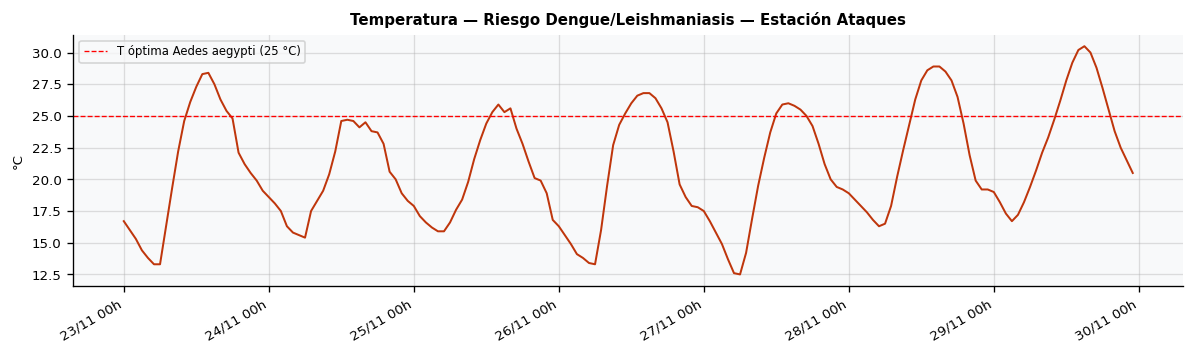 Temperatura — Riesgo Dengue/Leishmaniasis — Estación Ataques
T óptima Aedes aegypti (25 °C)
°C
30.0
27.5
25.0
22.5
20.0
17.5
15.0
12.5
23/11 00h
24/11 00h
25/11 00h
26/11 00h
27/11 00h
28/11 00h
29/11 00h
30/11 00h